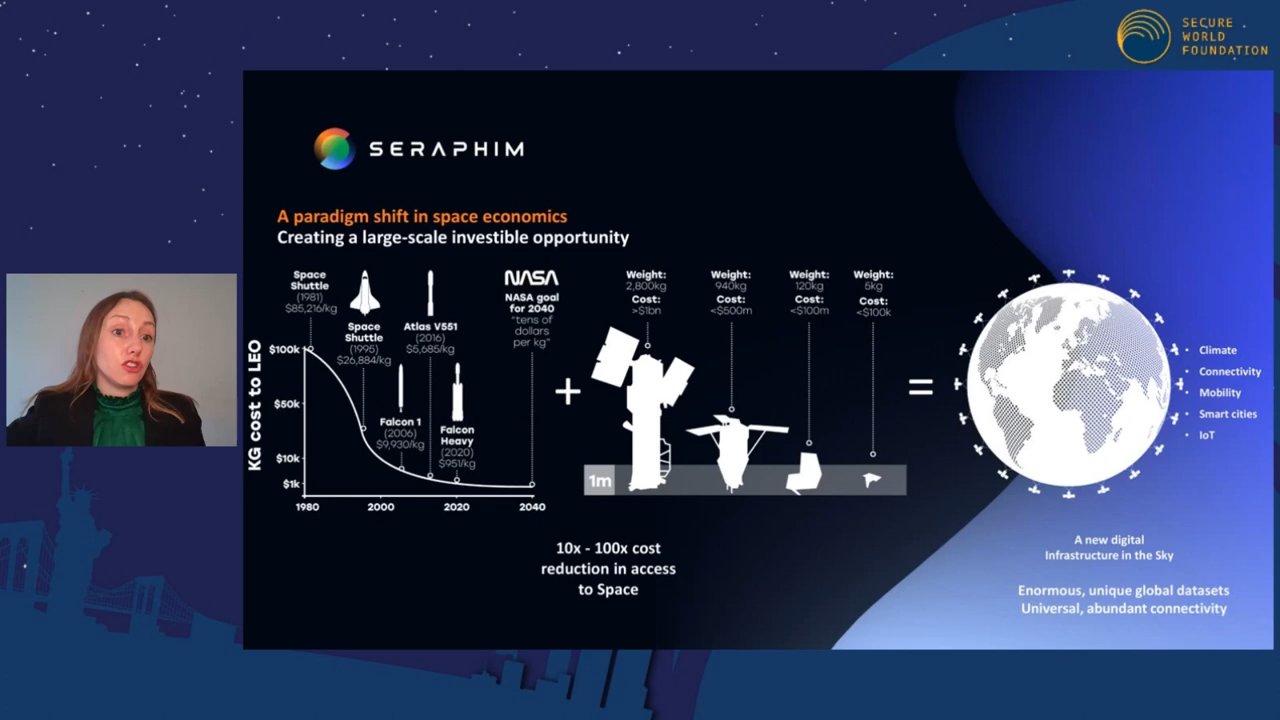 SECURE
WORLD
FOUNDATION
SERAPHIM
A paradigm shift in space economics
Creating a large-scale investible opportunity
KG cost to LEO
$100k
$50k
$10k
$1k
1980
2000
2020
2040
Space
Shuttle
(1981)
$85,216/kg
Space
Shuttle
(1995)
$26,884/kg
Falcon 1
(2006)
$9,930/kg
Atlas V551
(2016)
$5,685/kg
Falcon
Heavy
(2020)
$951/kg
NASA
NASA goal
for 2040
"tens of
dollars
per kg"
+
Weight:
2,800kg
Cost:
>$1bn
Weight:
940kg
Cost:
<$500m
Weight:
120kg
Cost:
<$100m
Weight:
5kg
Cost:
<$100k
1m
=
• Climate
• Connectivity
• Mobility
• Smart cities
• IoT
10x - 100x cost
reduction in access
to Space
A new digital
Infrastructure in the Sky
Enormous, unique global datasets
Universal, abundant connectivity